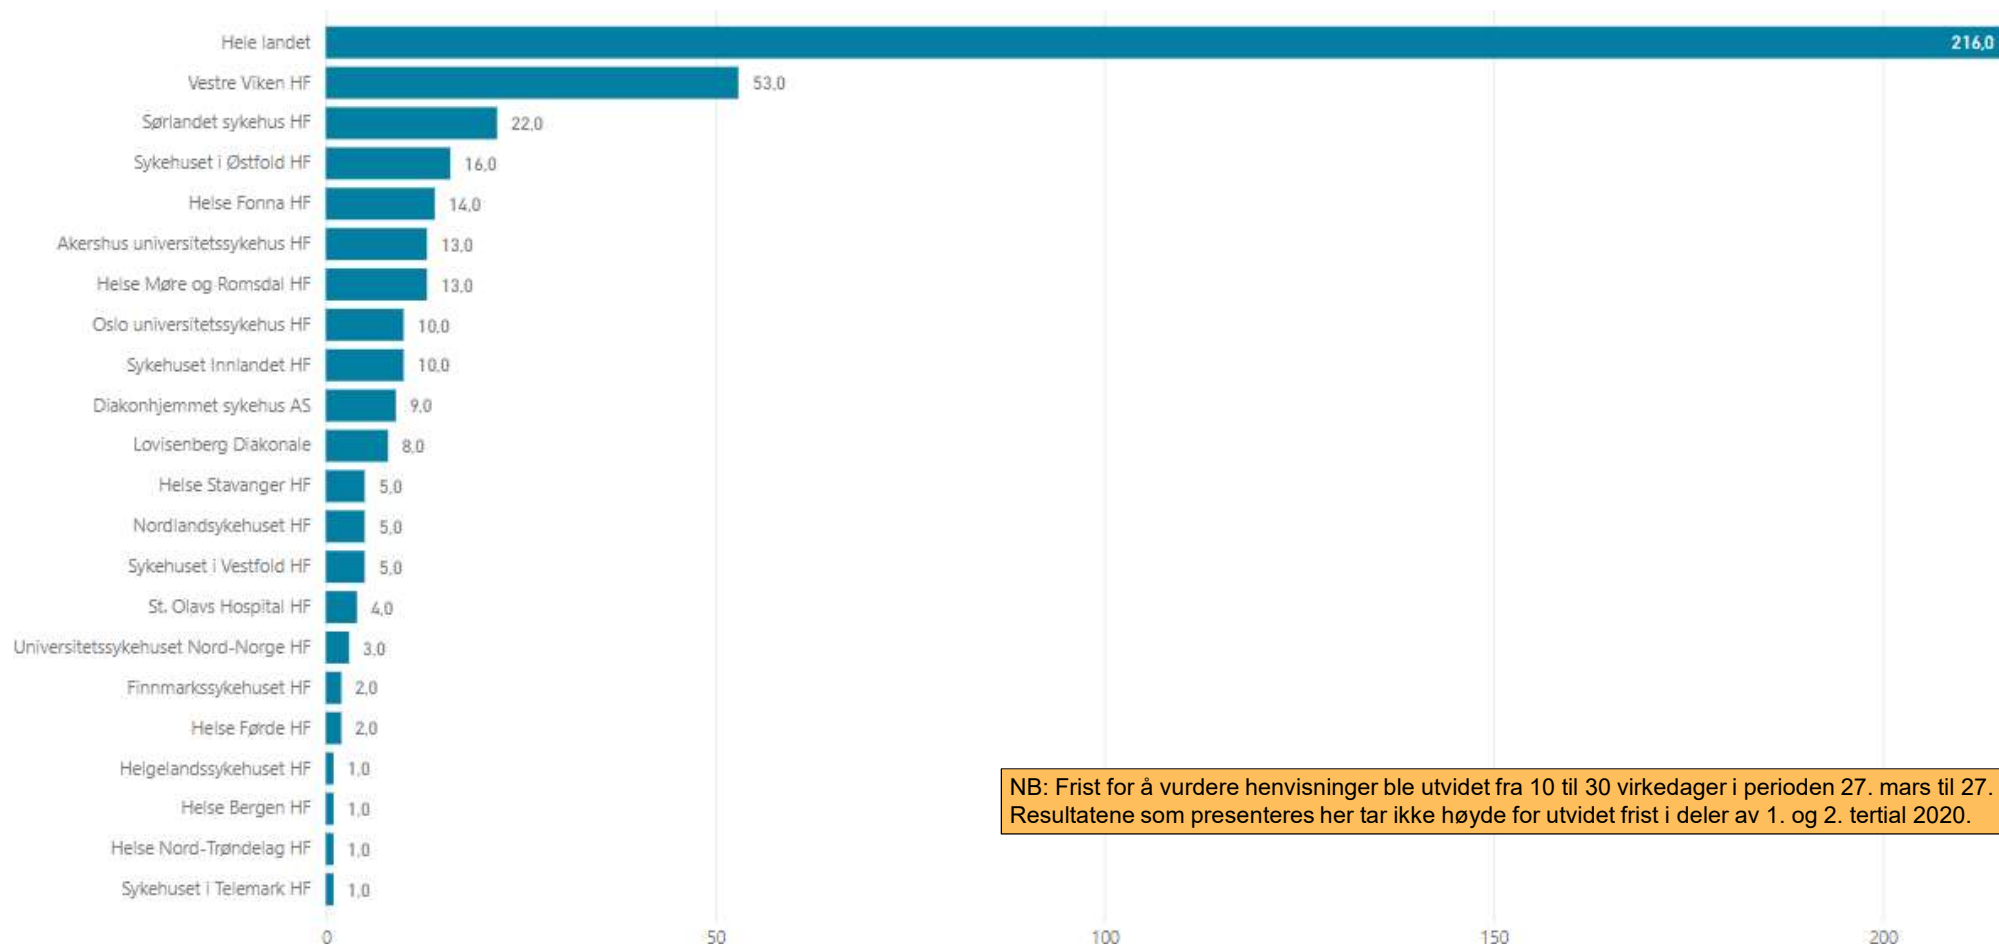 Hele landet 216,0
Vestre Viken HF 53,0
Sørlandet sykehus HF 22,0
Sykehuset i Østfold HF 16,0
Helse Fonna HF 14,0
Akershus universitetssykehus HF 13,0
Helse Møre og Romsdal HF 13,0
Oslo universitetssykehus HF 10,0
Sykehuset Innlandet HF 10,0
Diakonhjemmet sykehus AS 9,0
Lovisenberg Diakonale 8,0
Helse Stavanger HF 5,0
Nordlandsykehuset HF 5,0
Sykehuset i Vestfold HF 5,0
St. Olavs Hospital HF 4,0
Universitetssykehuset Nord-Norge HF 3,0
Finnmarkssykehuset HF 2,0
Helse Førde HF 2,0
Helgelandssykehuset HF 1,0
Helse Bergen HF 1,0
Helse Nord-Trøndelag HF 1,0
Sykehuset i Telemark HF 1,0
NB: Frist for å vurdere henvisninger ble utvidet fra 10 til 30 virkedager i perioden 27. mars til 27.
Resultatene som presenteres her tar ikke høyde for utvidet frist i deler av 1. og 2. tertial 2020.
0 50 100 150 200